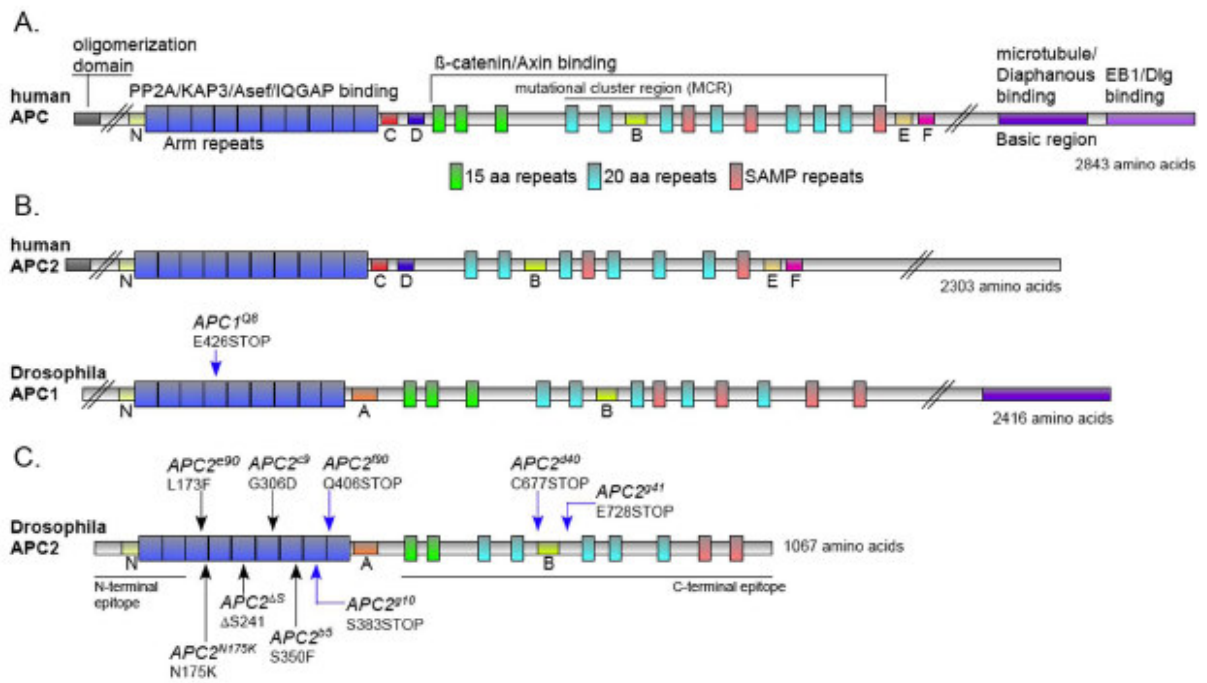 A.
oligomerization
domain
ß-catenin/Axin binding
microtubule/
Diaphanous
binding
EB1/Dlg
binding
human
APC
PP2A/KAP3/Asef/IQGAP binding
mutational cluster region (MCR)
N
Arm repeats
C
D
B
E
F
Basic region
2843 amino acids
15 aa repeats
20 aa repeats
SAMP repeats
B.
human
APC2
N
C
D
B
E
F
2303 amino acids
APC1Q8
E426STOP
Drosophila
APC1
N
A
B
2416 amino acids
C.
APC2e90
L173F
APC2c9
G306D
APC2f90
Q406STOP
APC2d40
C677STOP
APC2g41
E728STOP
Drosophila
APC2
N
A
B
1067 amino acids
N-terminal
epitope
C-terminal epitope
APC2ΔS
ΔS241
APC2g10
S383STOP
APC2N175K
N175K
APC2b5
S350F